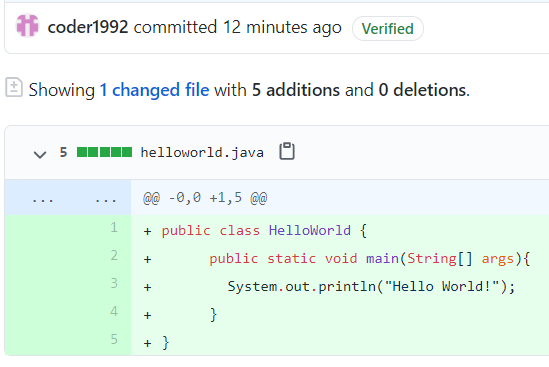 coder1992 committed 12 minutes ago Verified
Showing 1 changed file with 5 additions and 0 deletions.
5 helloworld.java
... ... @@ -0,0 +1,5 @@
1 + public class HelloWorld {
2 +       public static void main(String[] args){
3 +         System.out.println("Hello World!");
4 +       }
5 + }